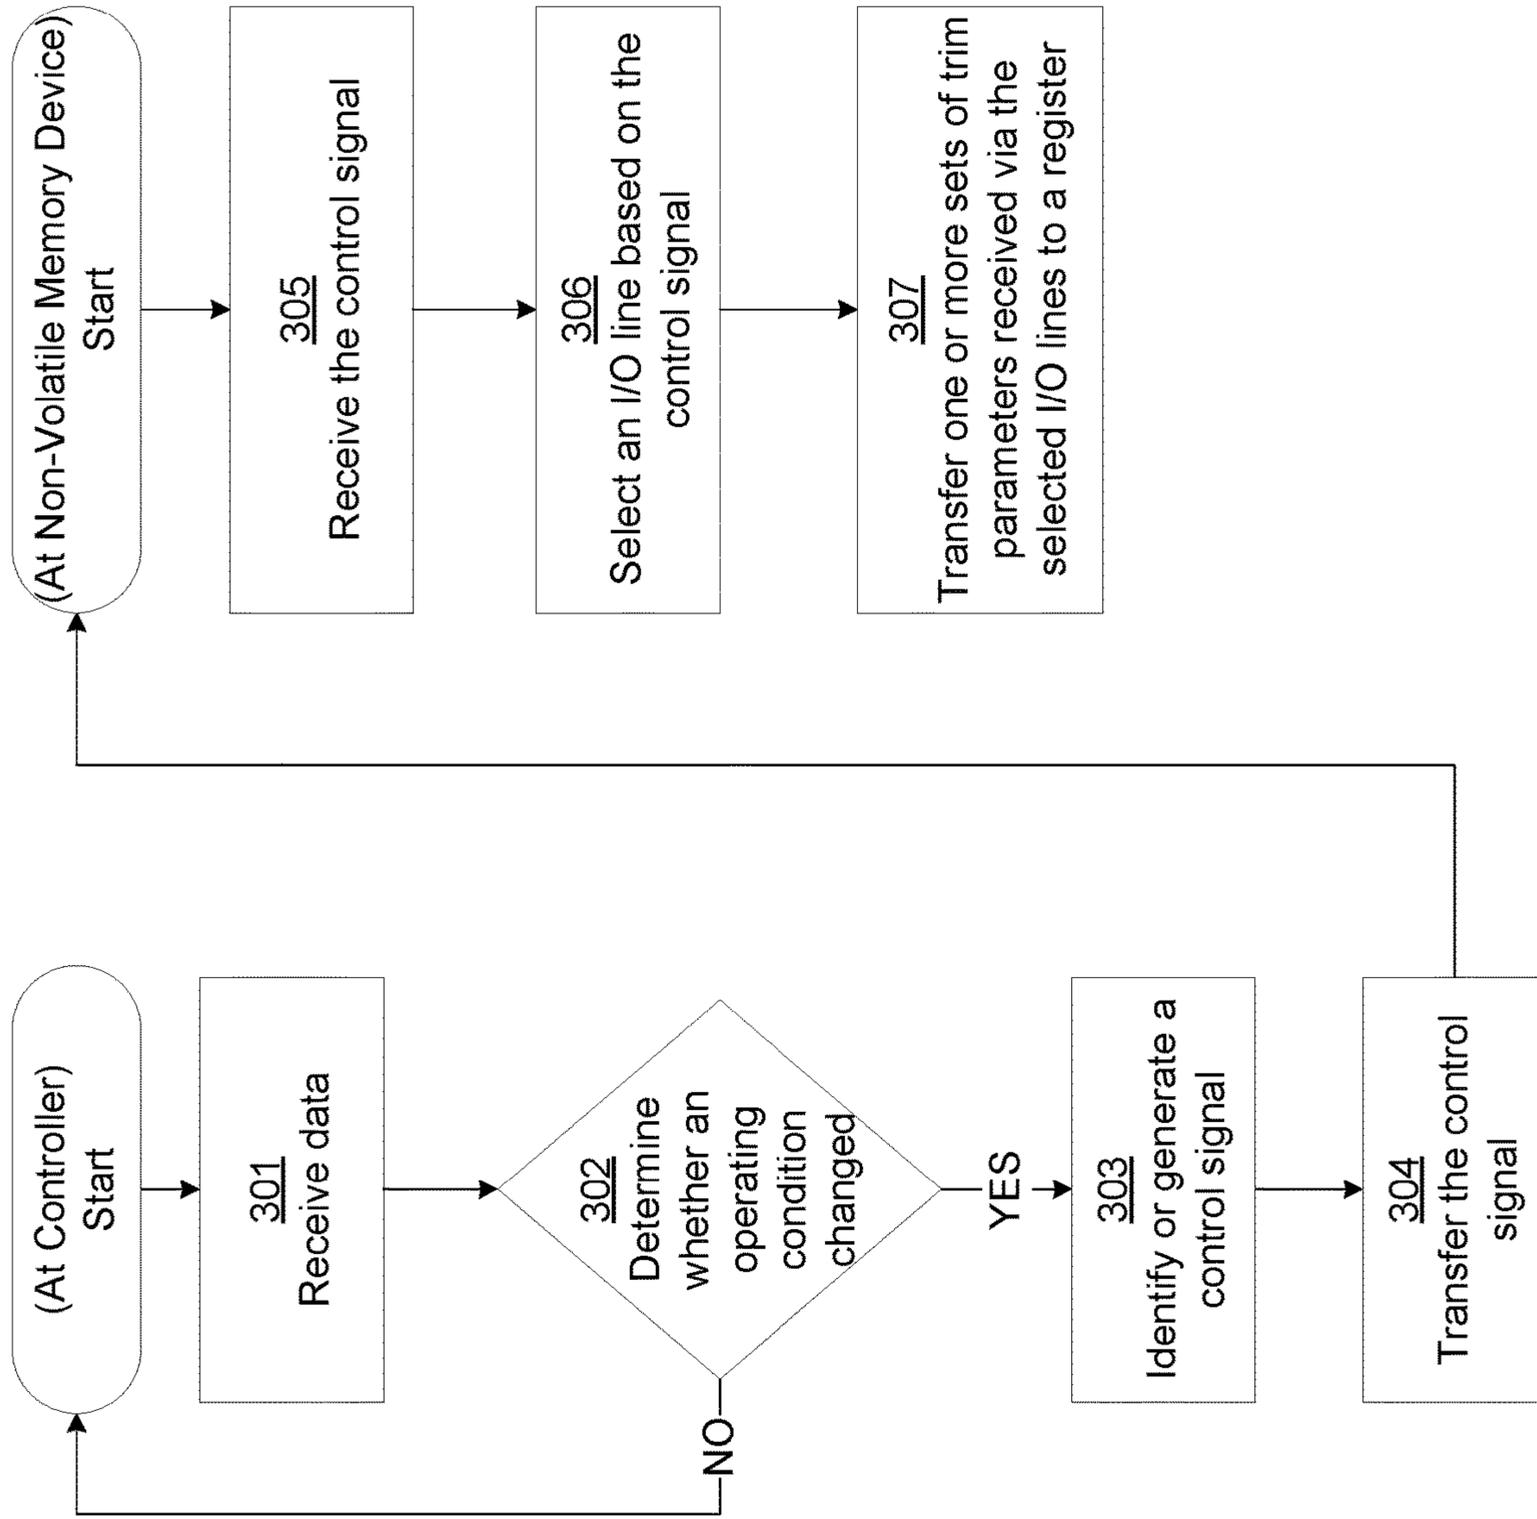 (At Controller)
Start
301
Receive data
302
Determine
whether an
operating
condition
changed
NO
YES
303
Identify or generate a
control signal
304
Transfer the control
signal
(At Non-Volatile Memory Device)
Start
305
Receive the control signal
306
Select an I/O line based on the
control signal
307
Transfer one or more sets of trim
parameters received via the
selected I/O lines to a register